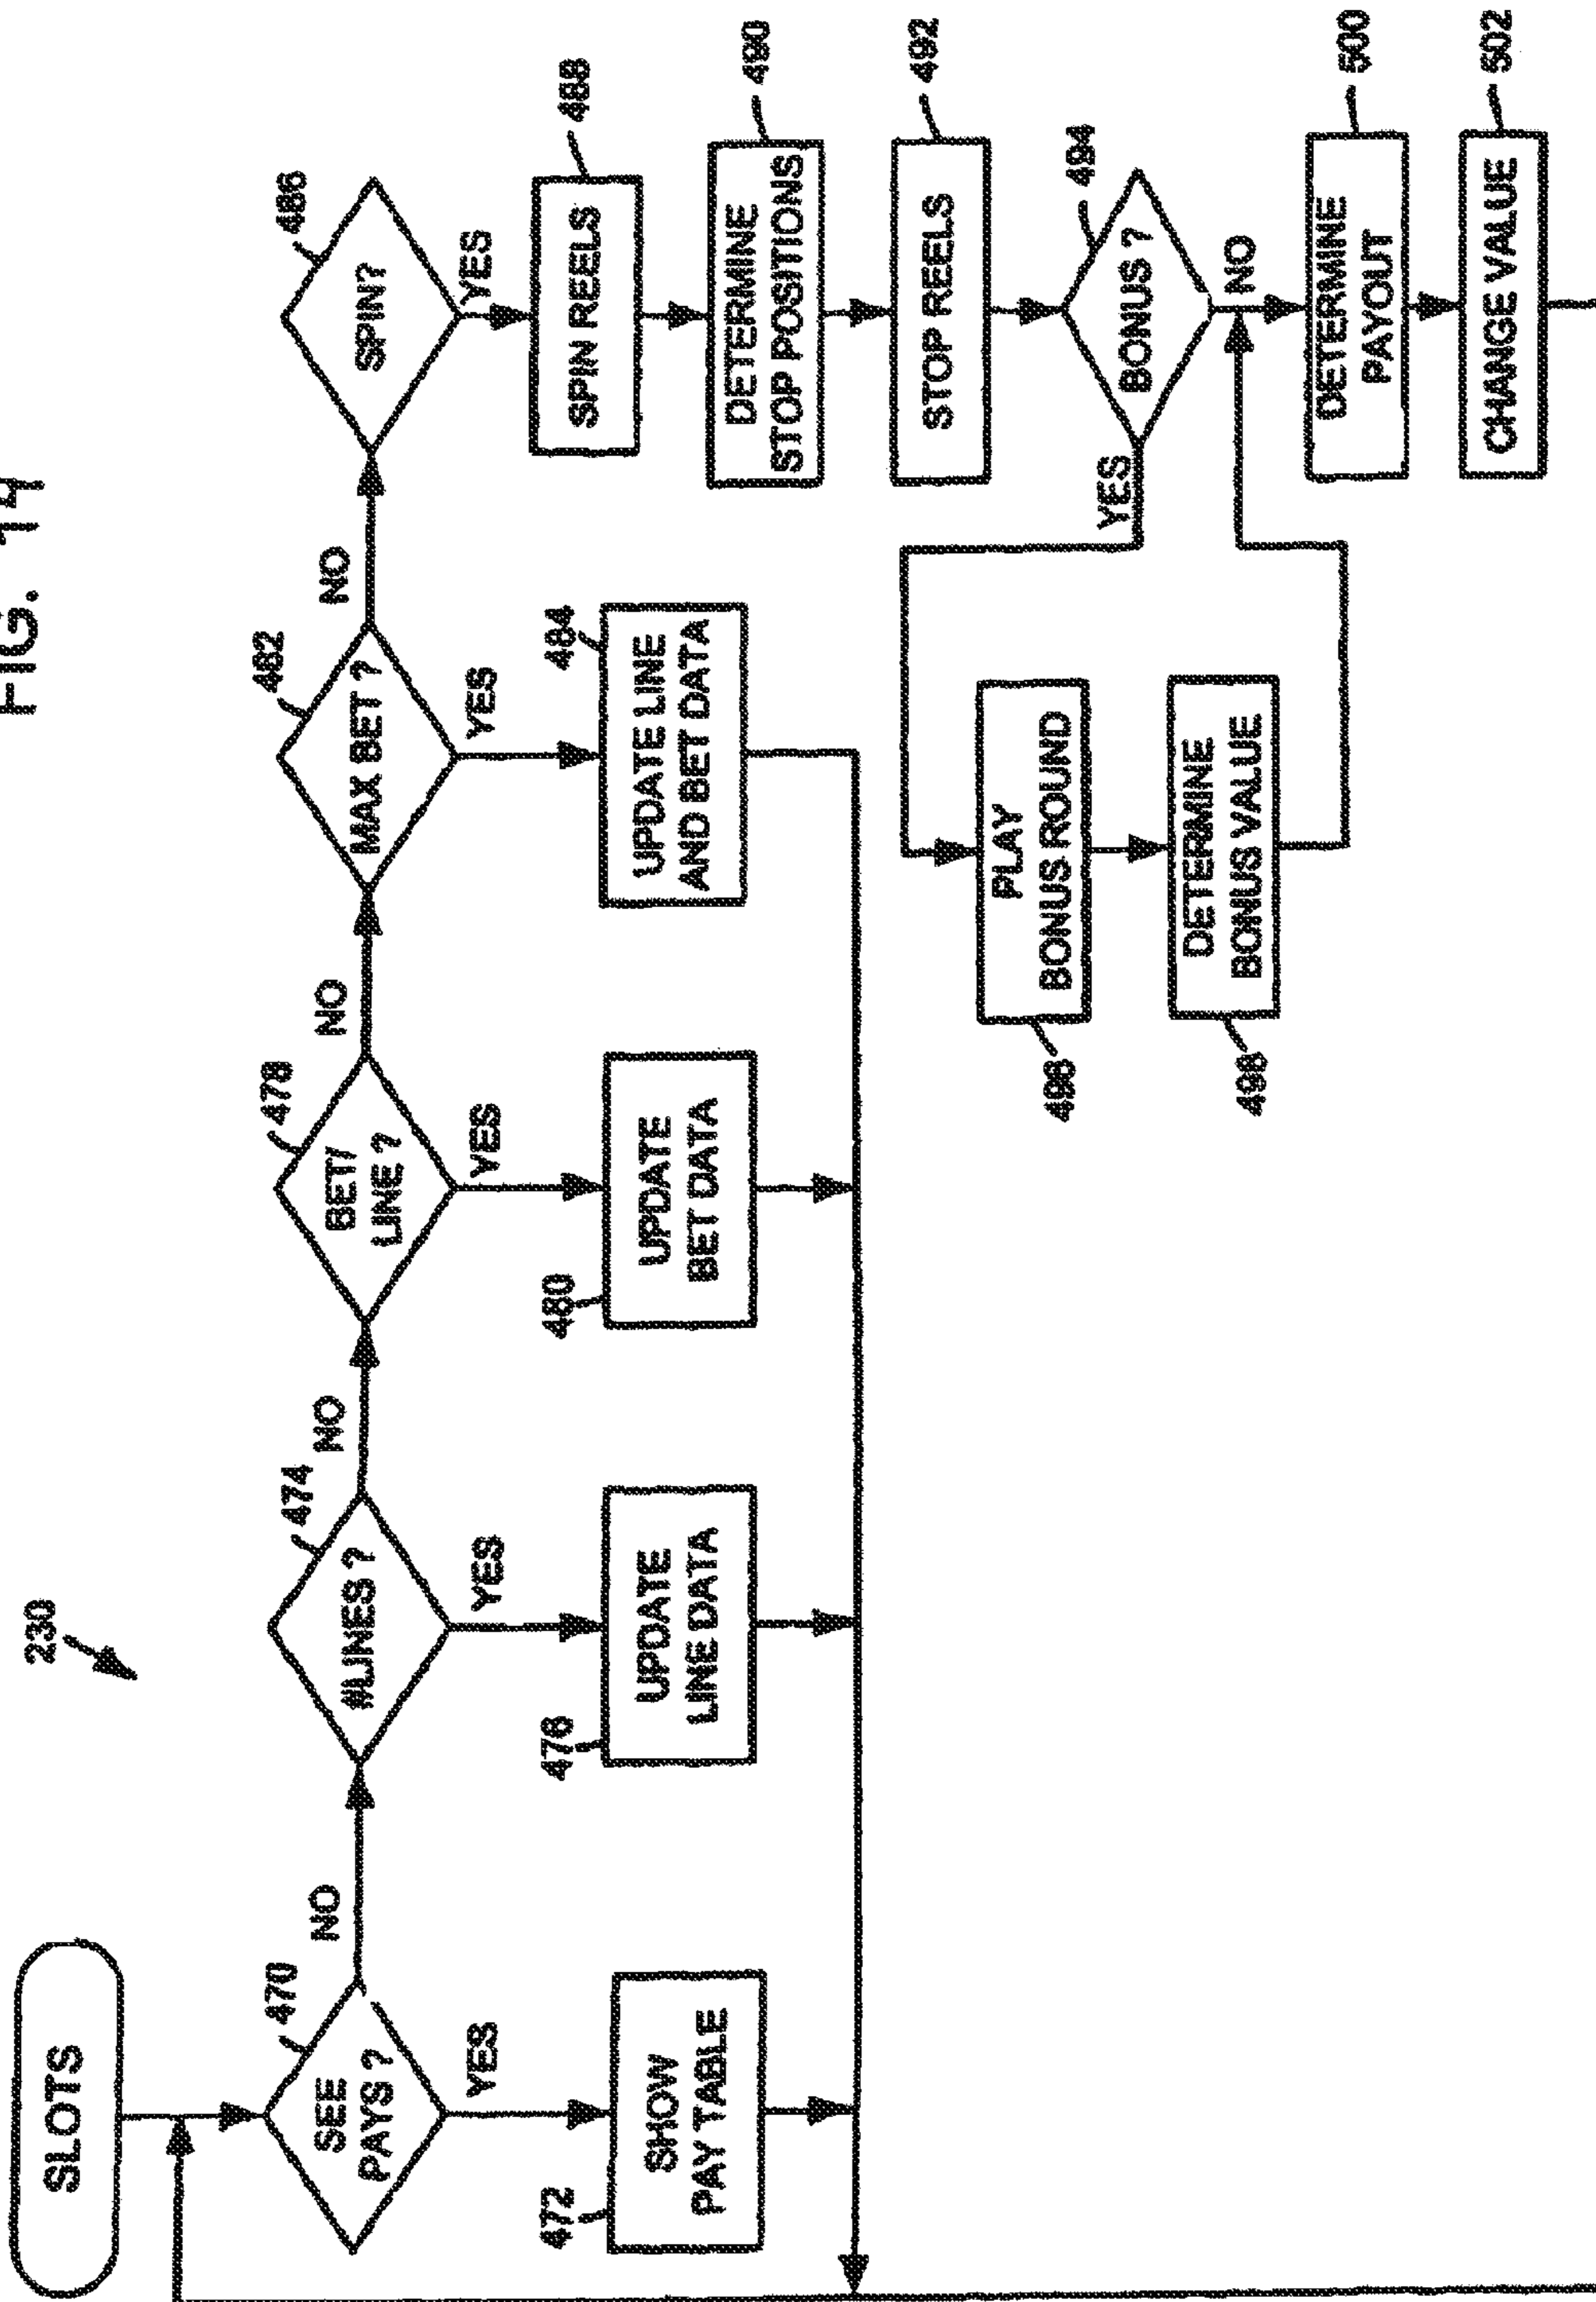 FIG. 14
230
SLOTS
470
SEE
PAYS ?
NO
YES
472
SHOW
PAY TABLE
474
#LINES ?
NO
YES
476
UPDATE
LINE DATA
478
BET/
LINE ?
NO
YES
480
UPDATE
BET DATA
482
MAX BET ?
NO
YES
484
UPDATE LINE
AND BET DATA
486
SPIN?
YES
488
SPIN REELS
490
DETERMINE
STOP POSITIONS
492
STOP REELS
494
BONUS ?
YES
NO
496
PLAY
BONUS ROUND
498
DETERMINE
BONUS VALUE
500
DETERMINE
PAYOUT
502
CHANGE VALUE